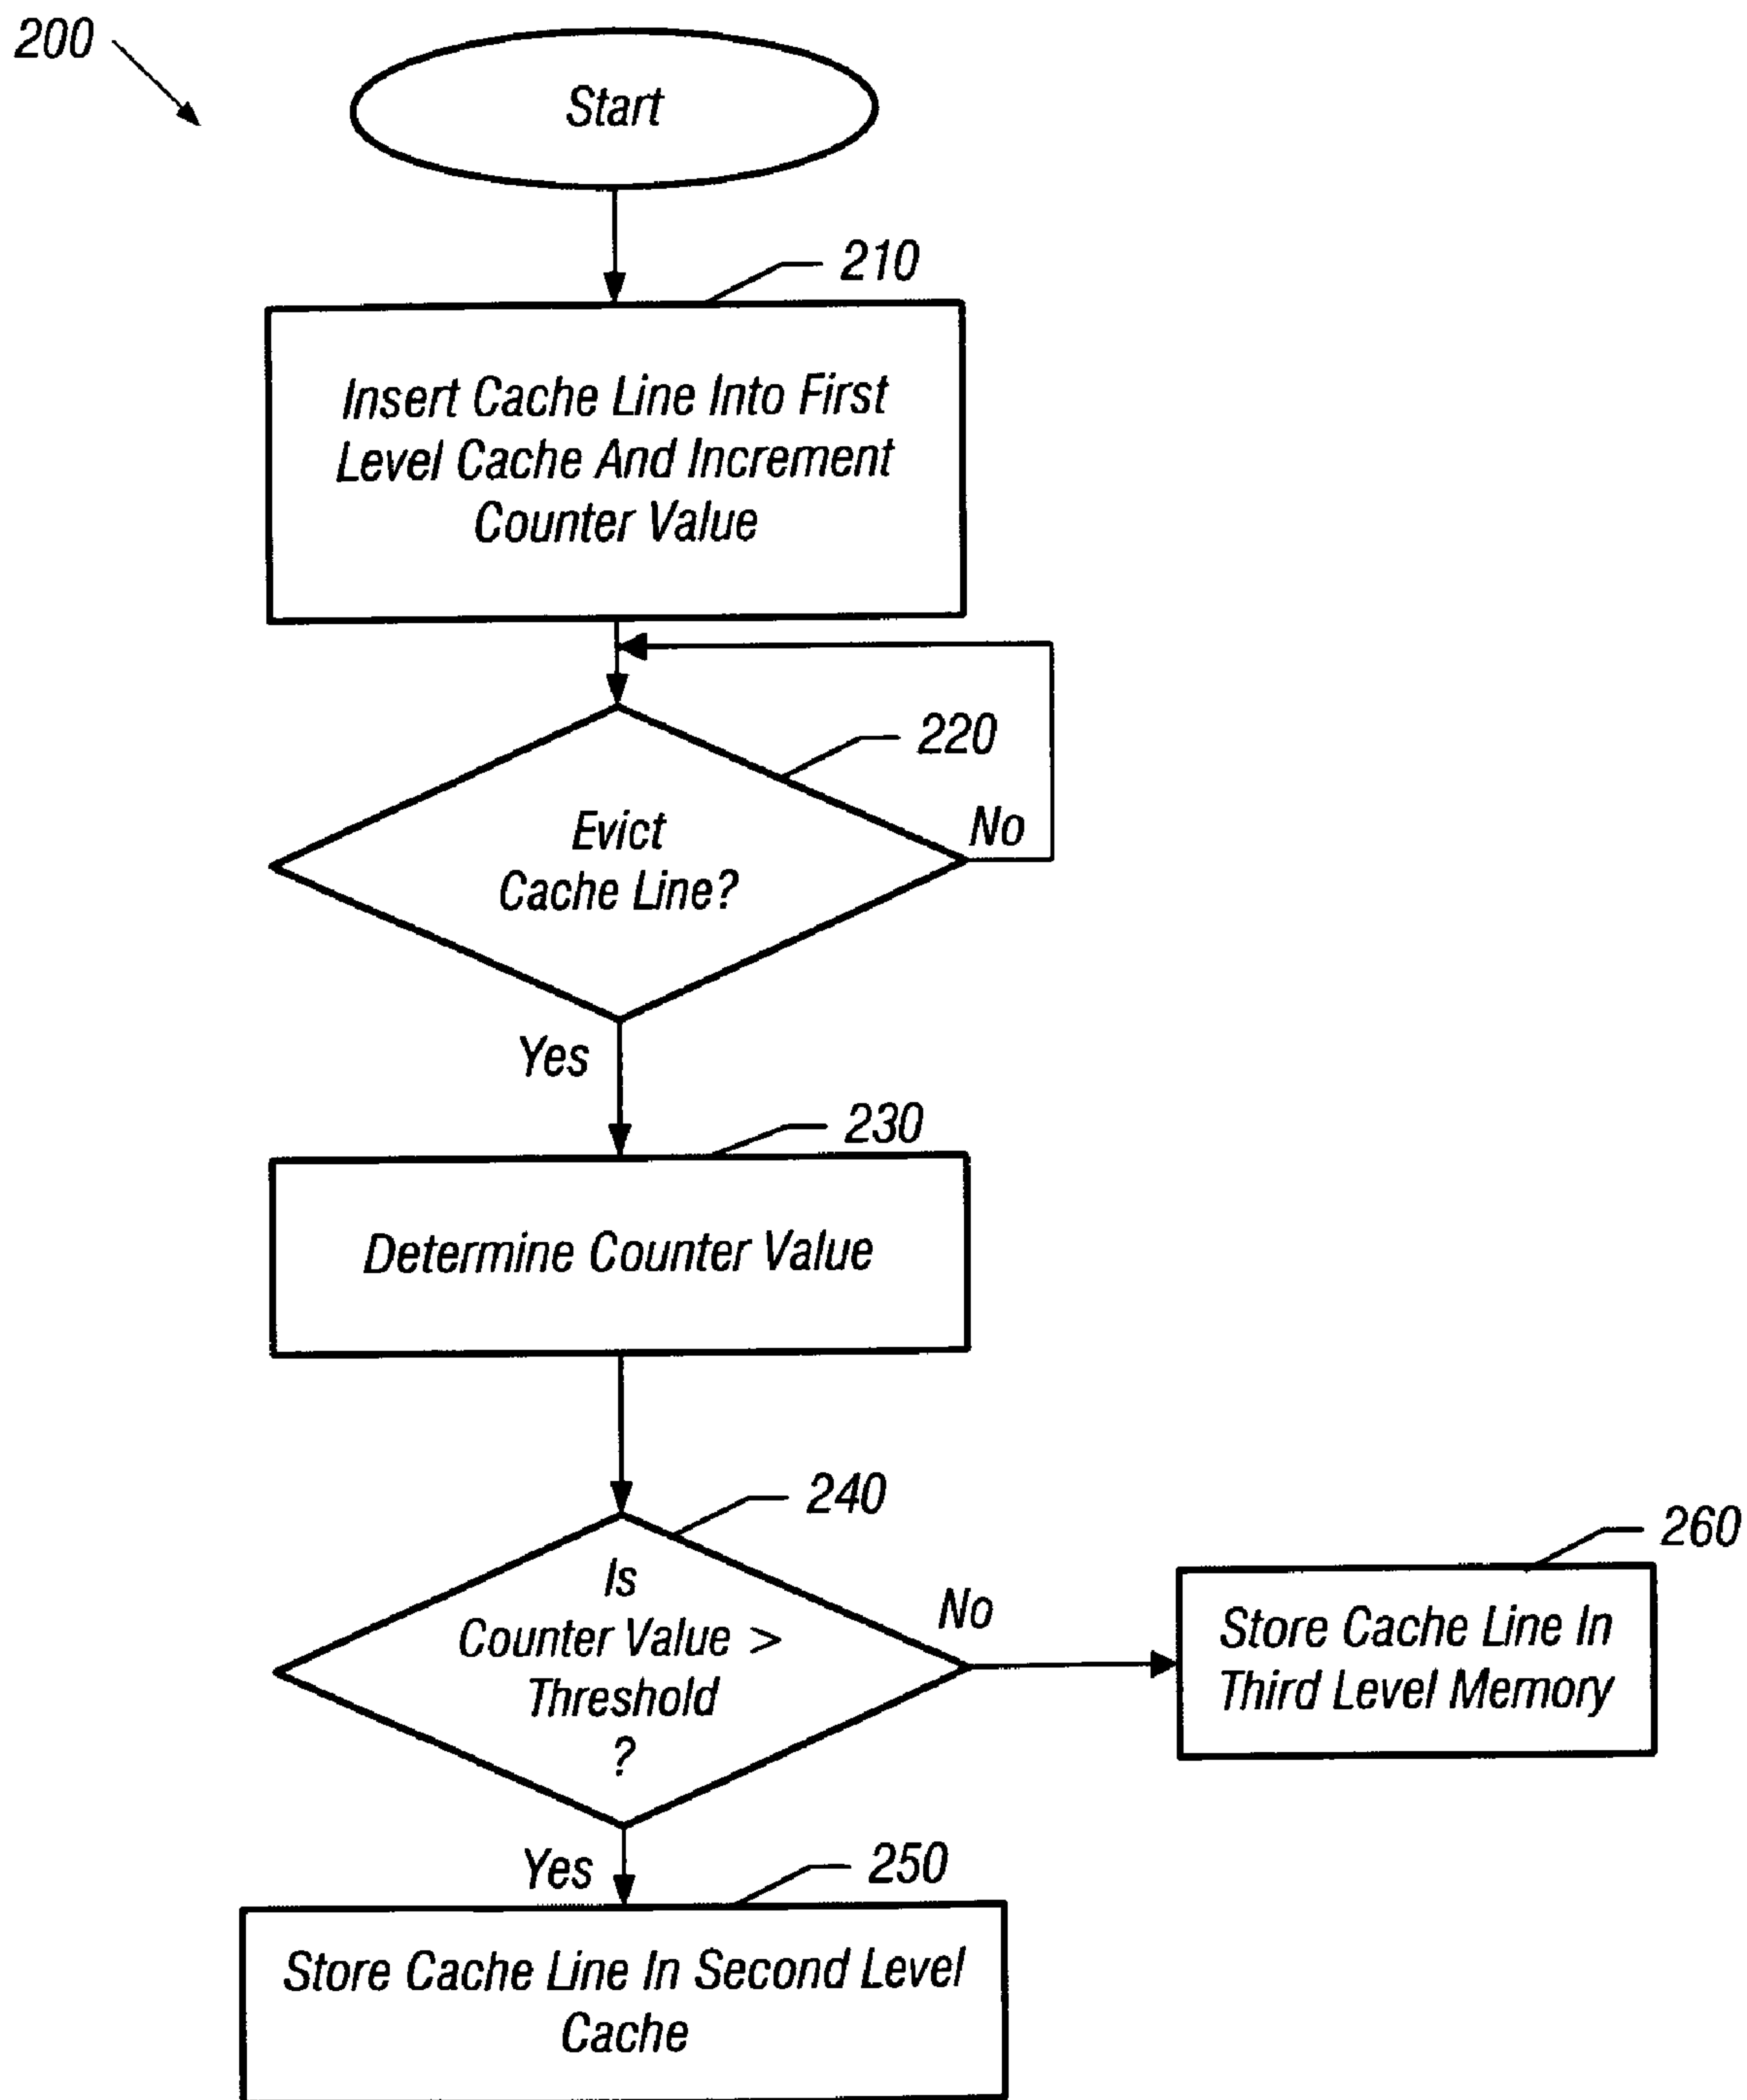 200
Start
210
Insert Cache Line Into First
Level Cache And Increment
Counter Value
220
Evict
Cache Line?
No
Yes
230
Determine Counter Value
240
Is
Counter Value >
Threshold
?
No
260
Store Cache Line In
Third Level Memory
Yes
250
Store Cache Line In Second Level
Cache